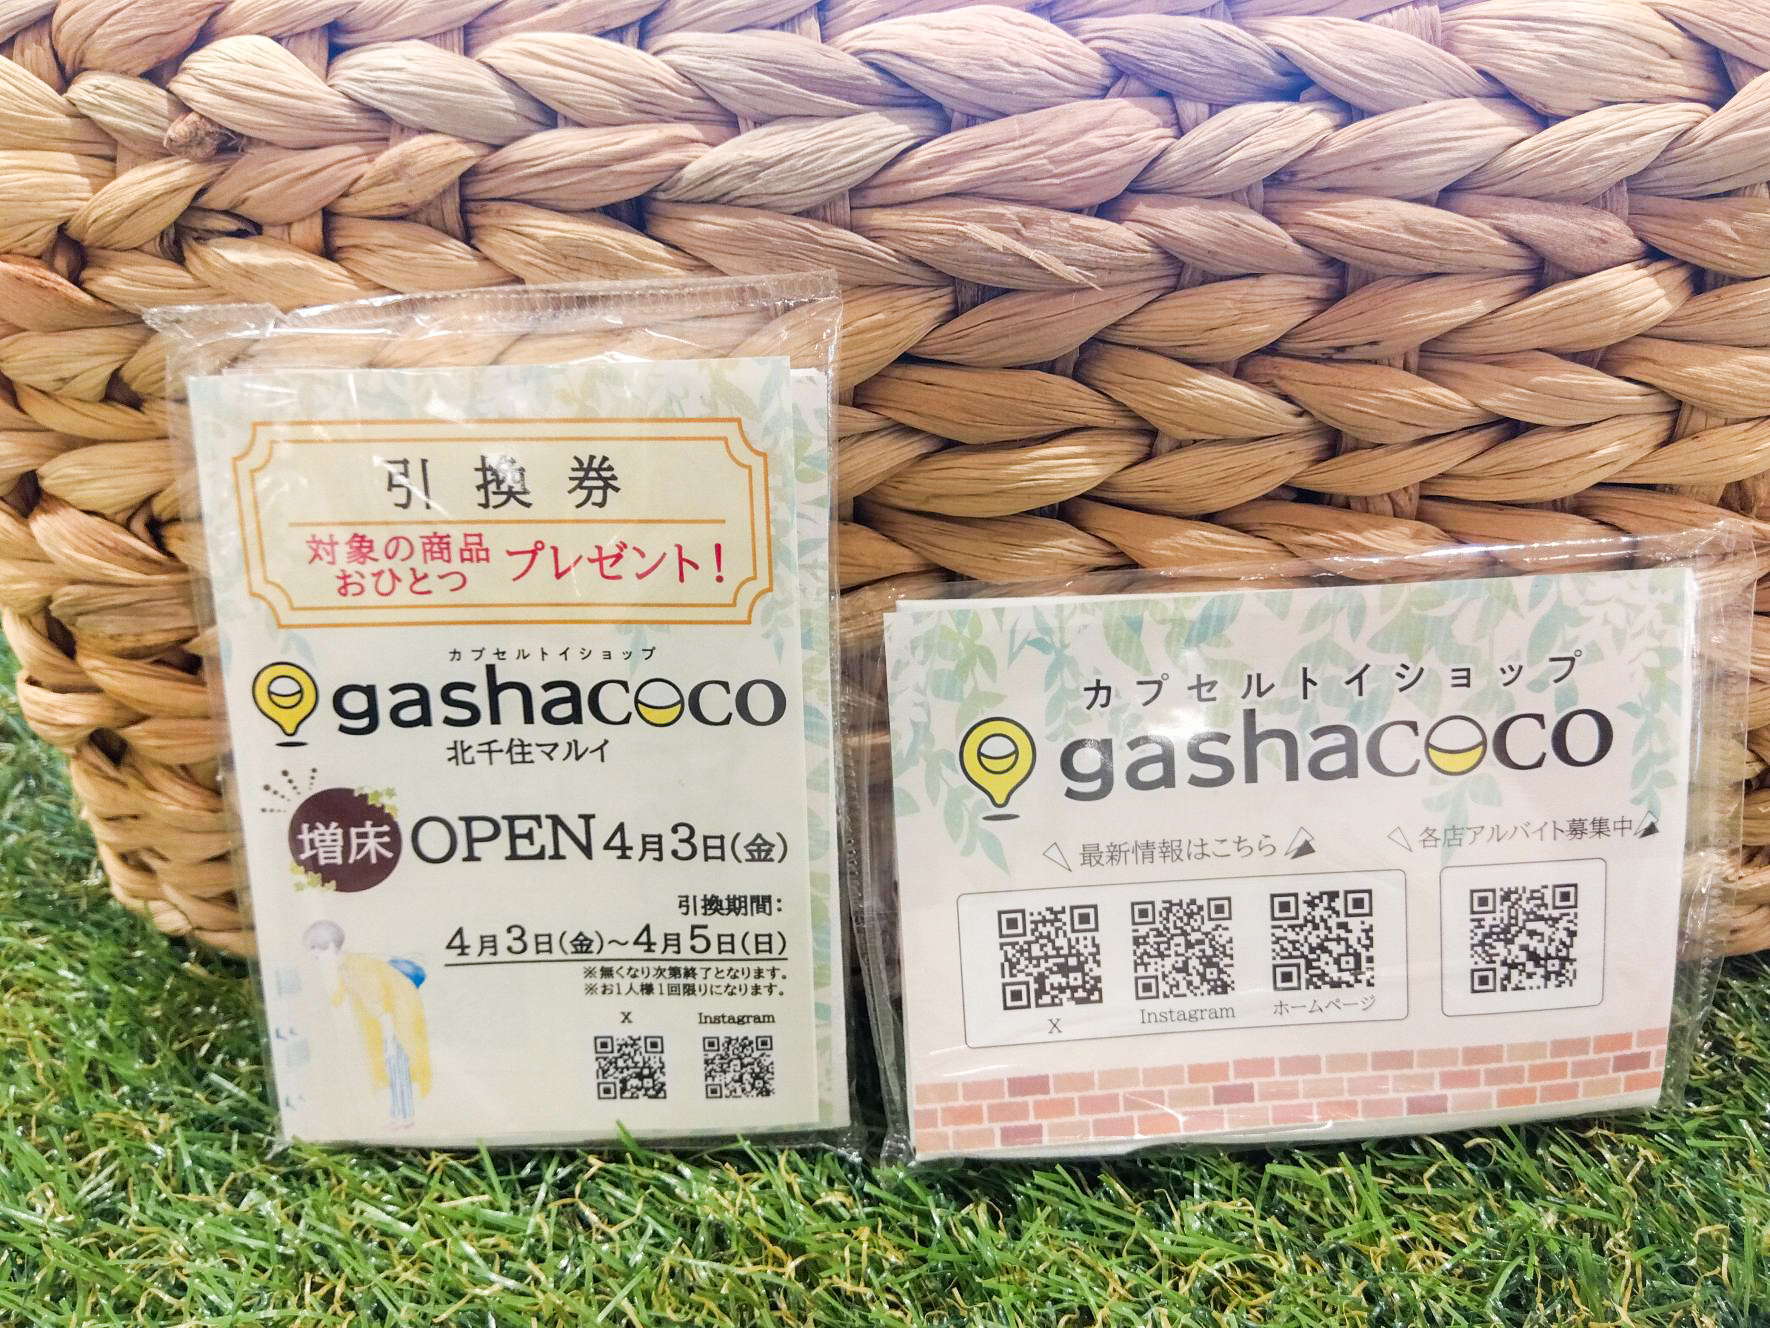 引換券
対象の商品
おひとつ
プレゼント！
カプセルトイショップ
gashacoco
北千住マルイ
増床
OPEN 4月3日(金)
引換期間：
4月3日(金)～4月5日(日)
※無くなり次第終了となります。
※お1人様1回限りになります。
X Instagram
カプセルトイショップ
gashacoco
最新情報はこちら
各店アルバイト募集中
X Instagram ホームページ